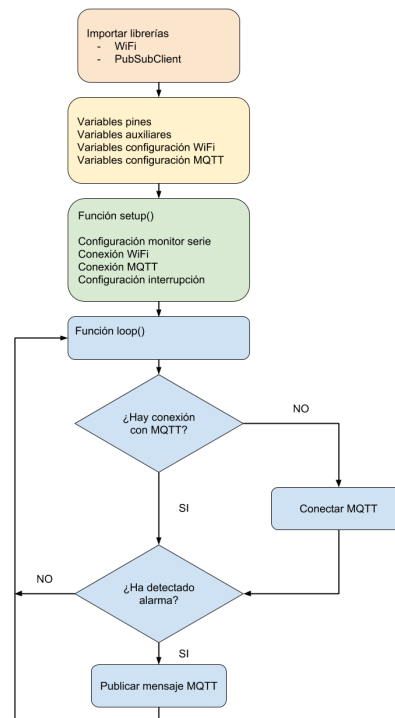 Importar librerías
- WiFi
- PubSubClient
Variables pines
Variables auxiliares
Variables configuración WiFi
Variables configuración MQTT
Función setup()
Configuración monitor serie
Conexión WiFi
Conexión MQTT
Configuración interrupción
Función loop()
¿Hay conexión
con MQTT?
NO
SI
Conectar MQTT
¿Ha detectado
alarma?
NO
SI
Publicar mensaje MQTT